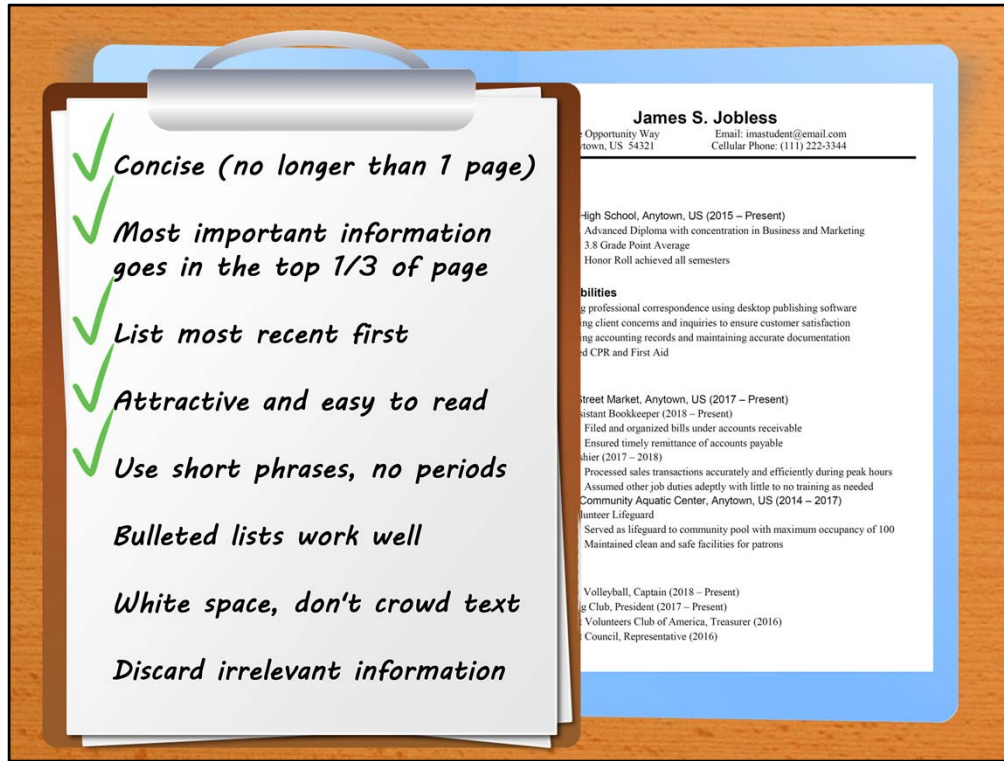 Concise (no longer than 1 page)
Most important information
goes in the top 1/3 of page
List most recent first
Attractive and easy to read
Use short phrases, no periods
Bulleted lists work well
White space, don't crowd text
Discard irrelevant information
James S. Jobless
Opportunity Way Email: imastudent@email.com
US 54321 Cellular Phone: (111) 222-3344
High School, Anytown, US (2015 – Present)
Advanced Diploma with concentration in Business and Marketing
3.8 Grade Point Average
Honor Roll achieved all semesters
bilities
professional correspondence using desktop publishing software
client concerns and inquiries to ensure customer satisfaction
accounting records and maintaining accurate documentation
CPR and First Aid
Street Market, Anytown, US (2017 – Present)
istant Bookkeeper (2018 – Present)
Filed and organized bills under accounts receivable
Ensured timely remittance of accounts payable
hier (2017 – 2018)
Processed sales transactions accurately and efficiently during peak hours
Assumed other job duties adeptly with little to no training as needed
Community Aquatic Center, Anytown, US (2014 – 2017)
lunteer Lifeguard
Served as lifeguard to community pool with maximum occupancy of 100
Maintained clean and safe facilities for patrons
Volleyball, Captain (2018 – Present)
g Club, President (2017 – Present)
Volunteers Club of America, Treasurer (2016)
Council, Representative (2016)